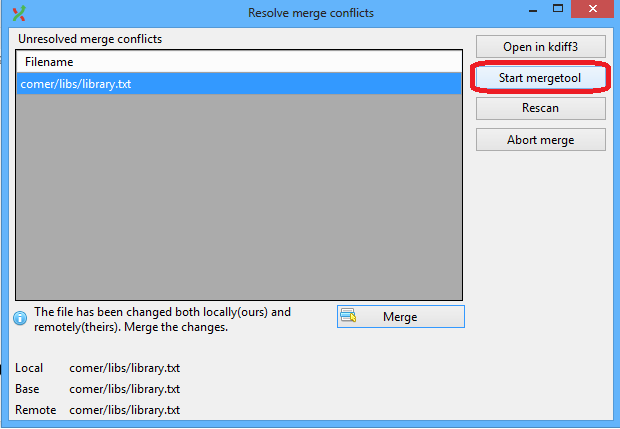 Resolve merge conflicts
Unresolved merge conflicts
Open in kdiff3
Filename
Start mergetool
comer/libs/library.txt
Rescan
Abort merge
The file has been changed both locally(ours) and
remotely(theirs). Merge the changes.
Merge
Local comer/libs/library.txt
Base comer/libs/library.txt
Remote comer/libs/library.txt